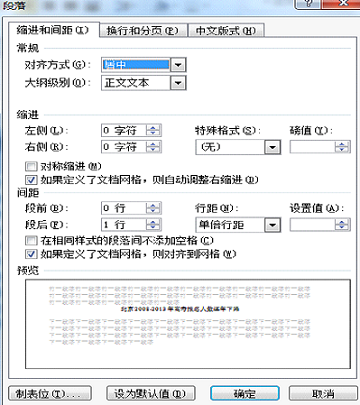 段落
缩进和间距(I) 换行和分页(P) 中文版式(H)
常规
对齐方式(G): 居中
大纲级别(O): 正文文本
缩进
左侧(L): 0 字符 特殊格式(S): 磅值(Y):
右侧(R): 0 字符 (无)
对称缩进(M)
如果定义了文档网格，则自动调整右缩进(D)
间距
段前(B): 0 行 行距(N): 设置值(A):
段后(F): 1 行 单倍行距
在相同样式的段落间不添加空格(C)
如果定义了文档网格，则对齐到网格(W)
预览
北京2008-2013年高考报名人数逐年下降
制表位(T)... 设为默认值(D) 确定 取消